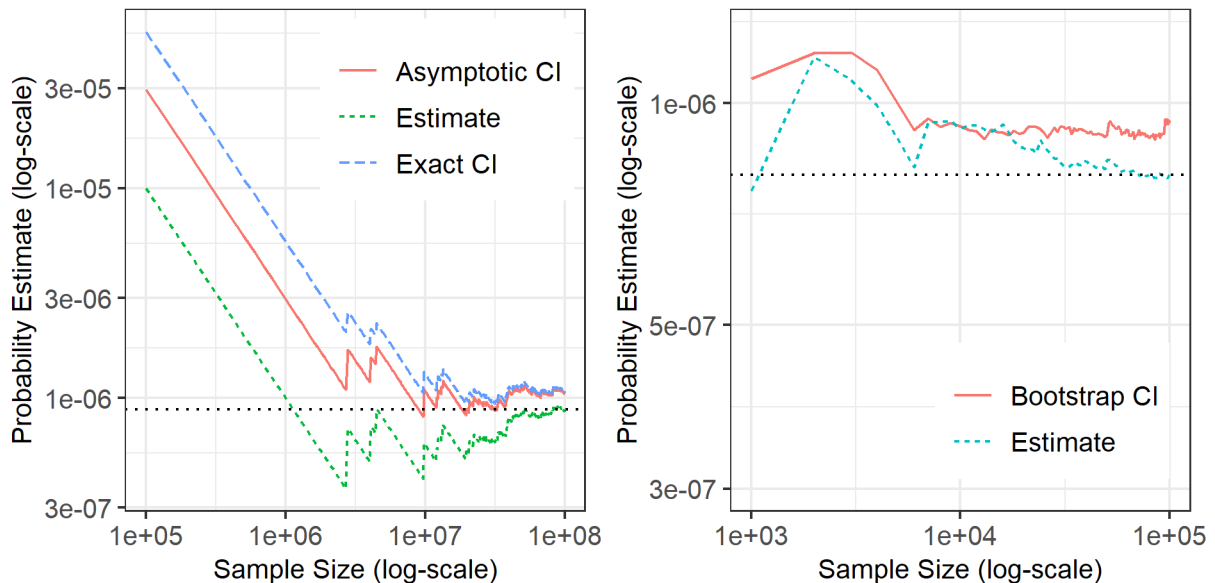 Probability Estimate (log-scale)
3e-05
1e-05
3e-06
1e-06
3e-07
Asymptotic CI
Estimate
Exact CI
1e+05
1e+06
1e+07
1e+08
Sample Size (log-scale)
Probability Estimate (log-scale)
1e-06
5e-07
3e-07
Bootstrap CI
Estimate
1e+03
1e+04
1e+05
Sample Size (log-scale)